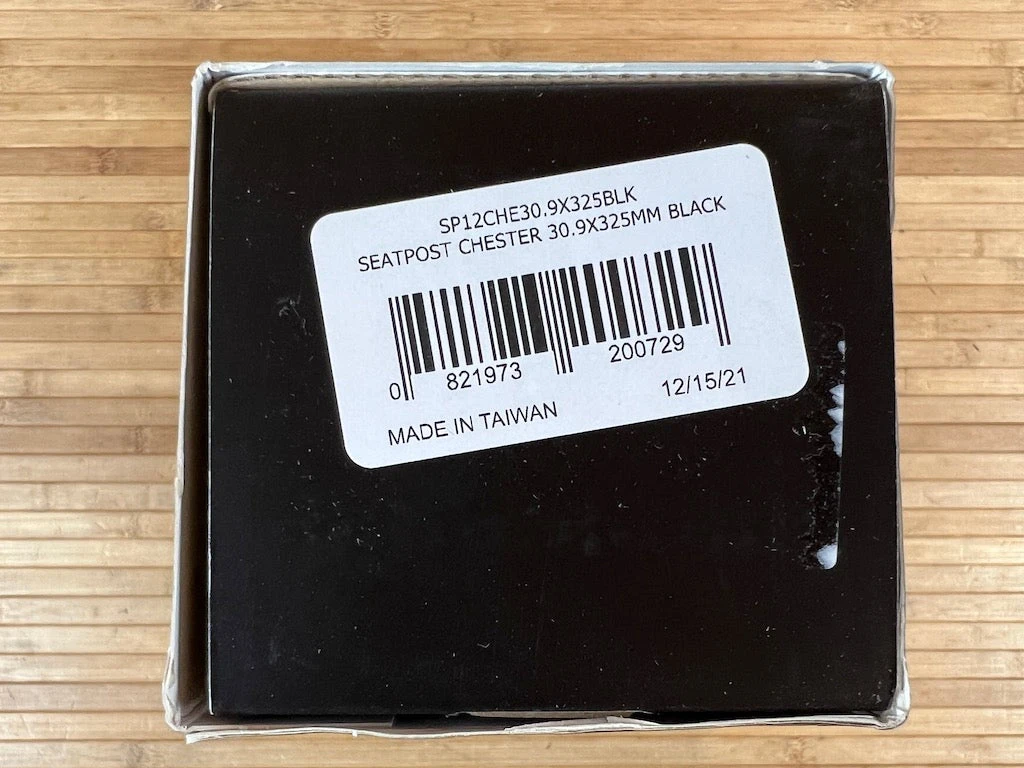 SP12CHE30.9X325BLK
SEATPOST CHESTER 30.9X325MM BLACK
0 821973 200729
MADE IN TAIWAN 12/15/21